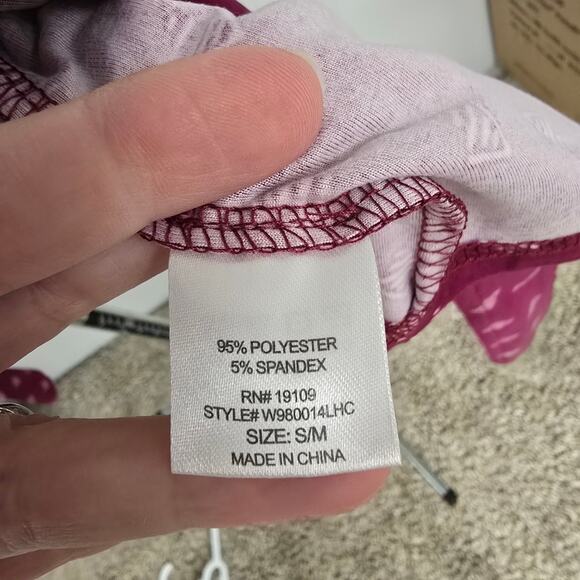 95% POLYESTER
5% SPANDEX
RN# 19109
STYLE# W980014LHC
SIZE: S/M
MADE IN CHINA